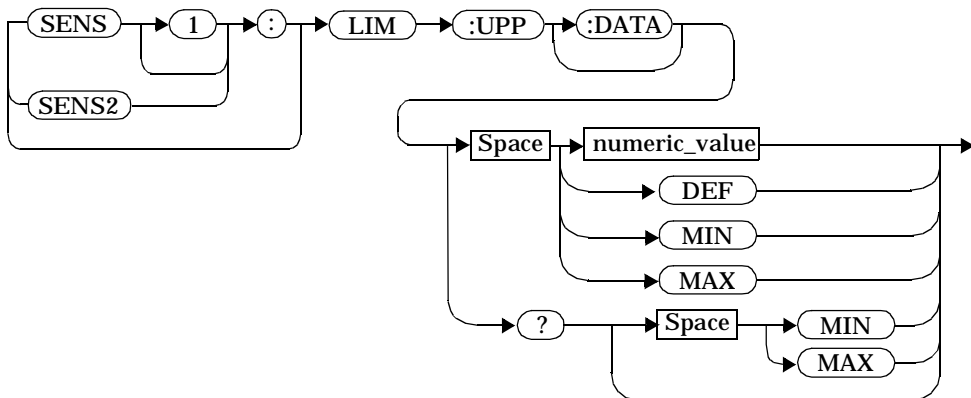 SENS 1 : LIM :UPP :DATA
SENS2
Space numeric_value
DEF
MIN
MAX
? Space MIN
MAX